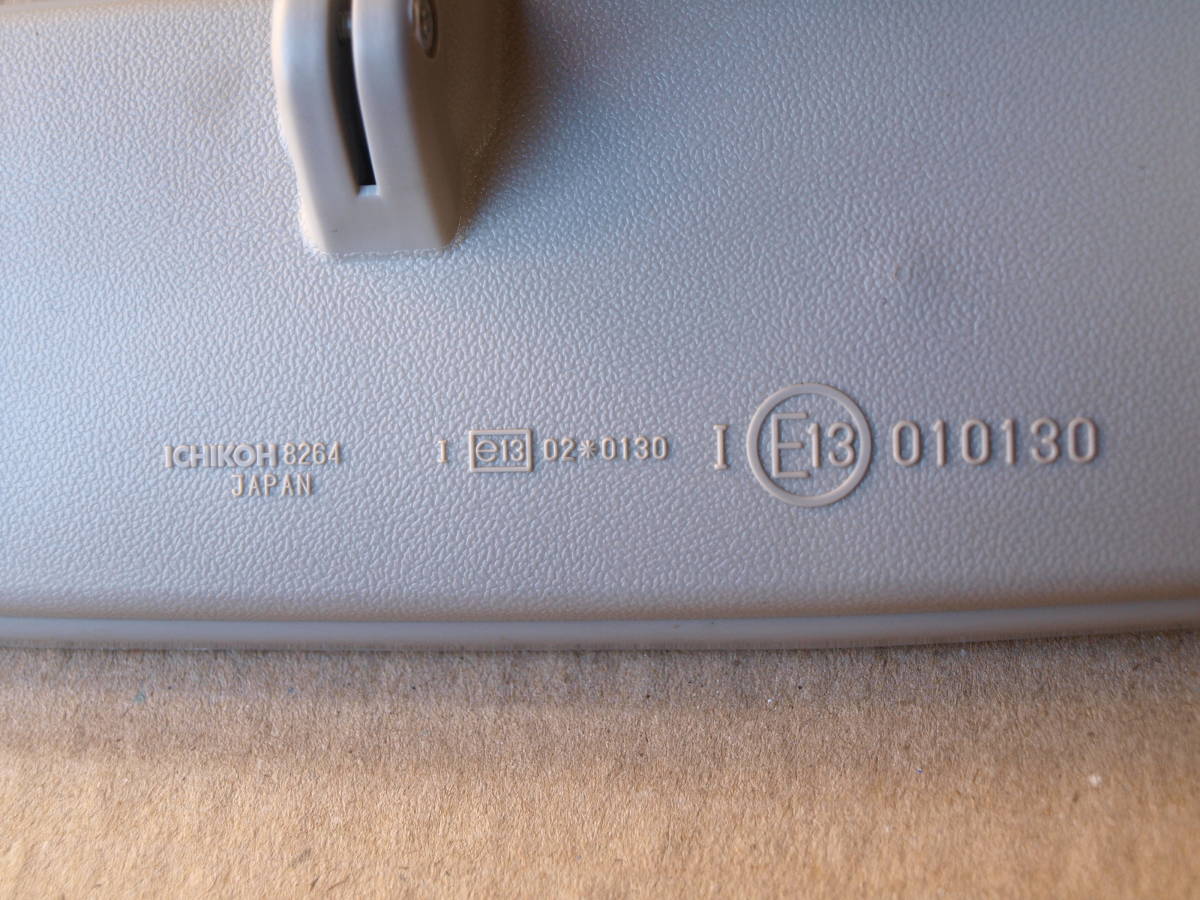 ICHIKOH 8264
JAPAN
I e13 02*0130
I E13 010130